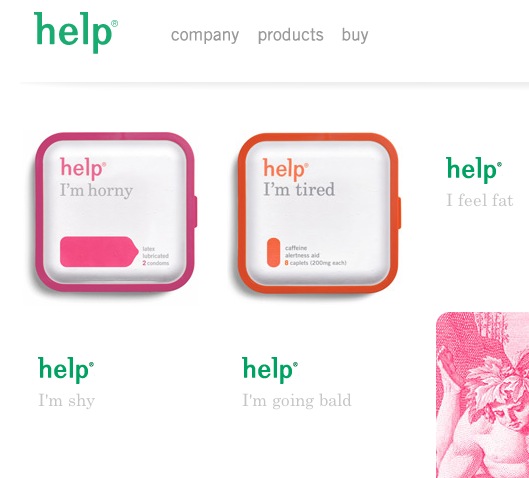 help®
company products buy
help®
I'm horny
latex
lubricated
2 condoms
help®
I'm tired
caffeine
alertness aid
8 caplets (200mg each)
help®
I feel fat
help®
I'm shy
help®
I'm going bald